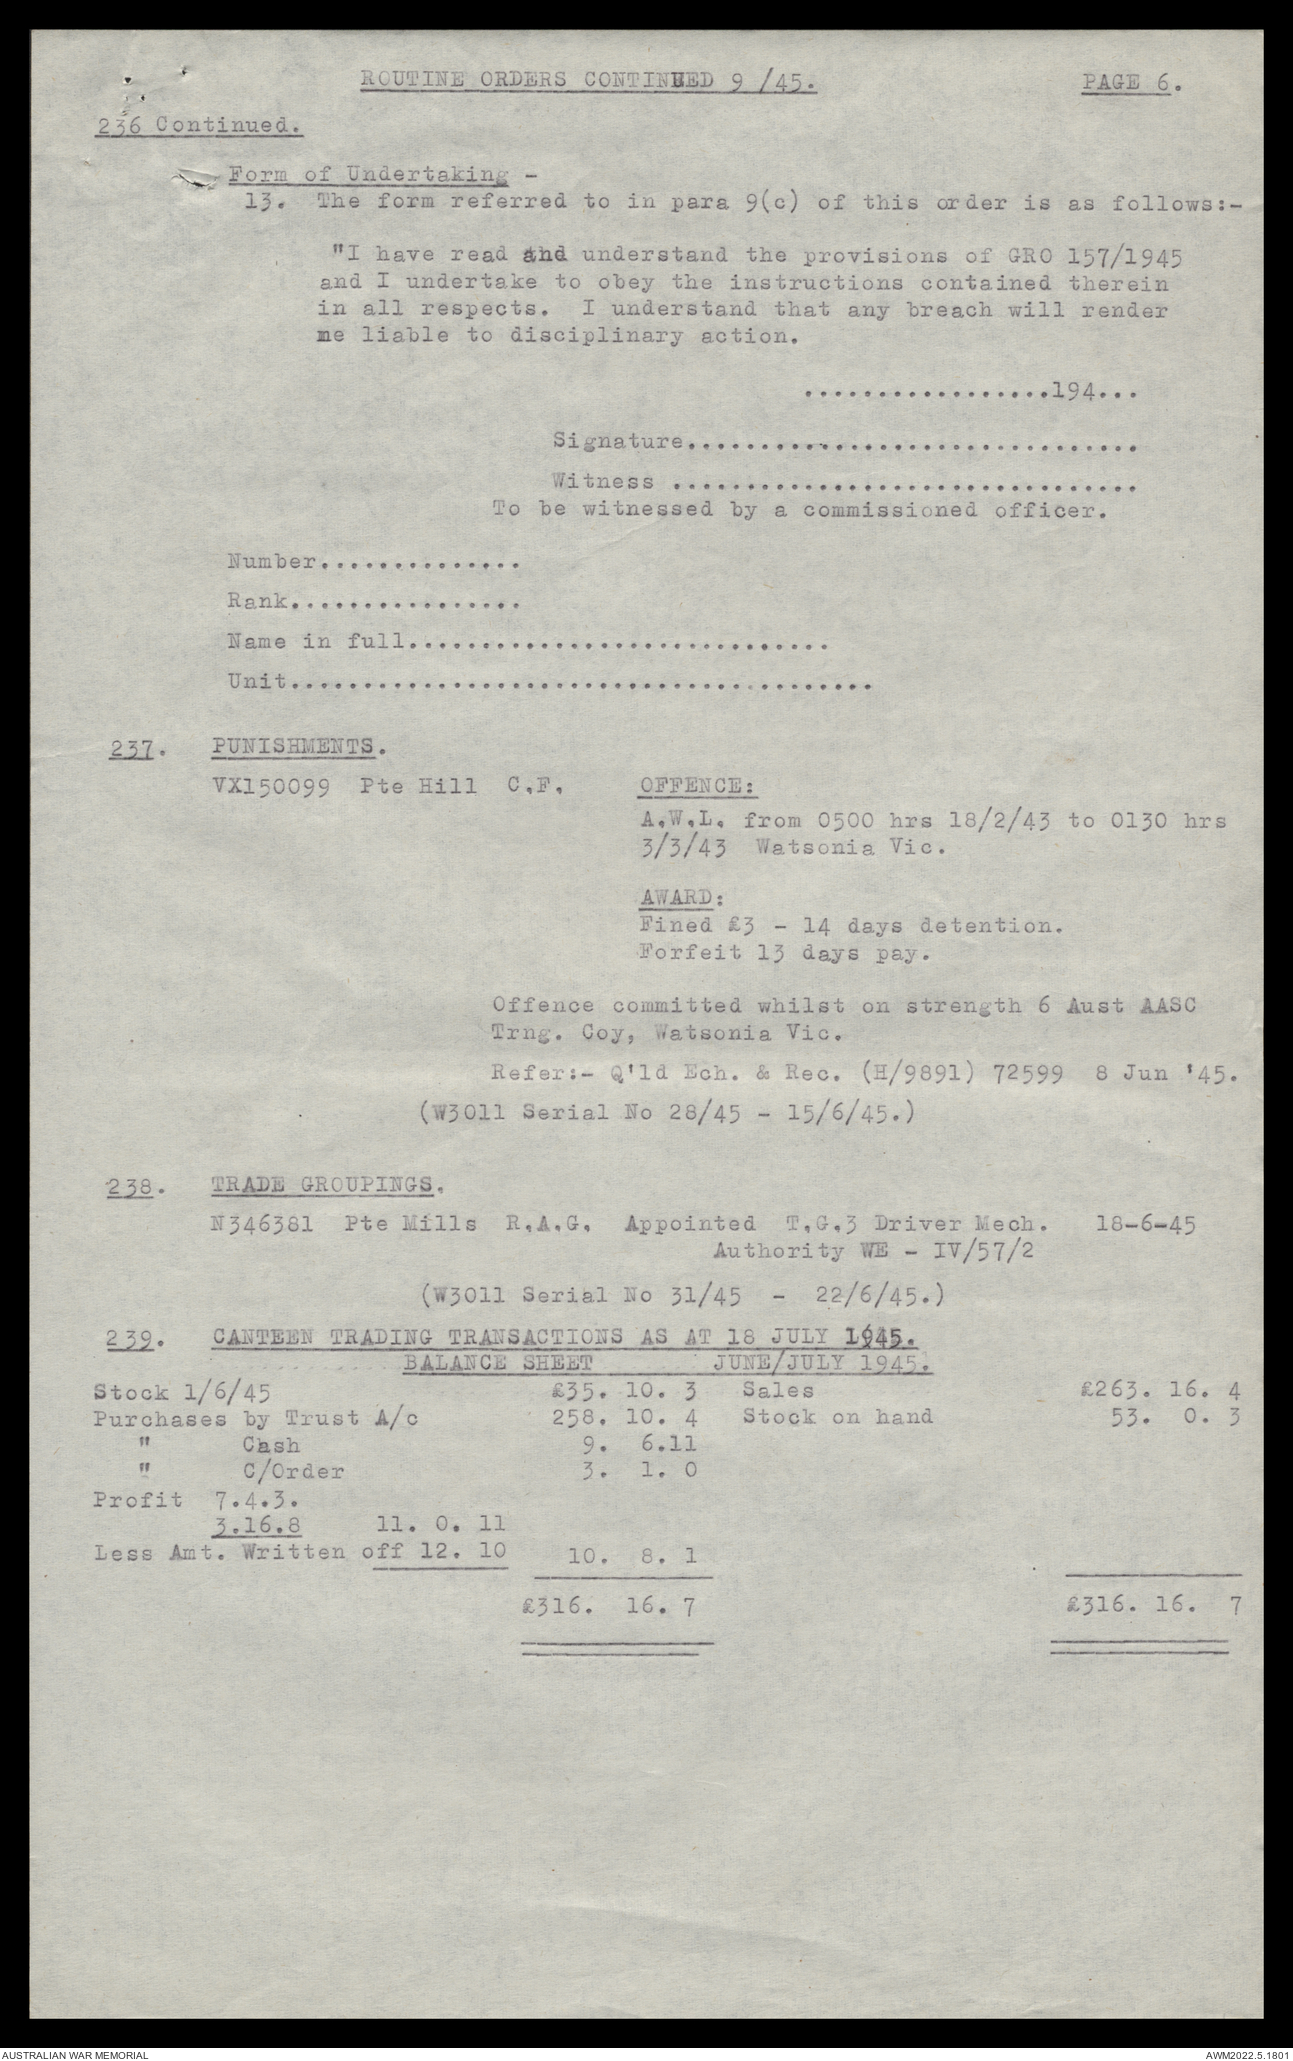 ROUTINE ORDERS CONTINUED 9 /45. PAGE 6.
236 Continued.
Form of Undertaking -
13. The form referred to in para 9(c) of this order is as follows:-
"I have read and understand the provisions of GRO 157/1945
and I undertake to obey the instructions contained therein
in all respects. I understand that any breach will render
me liable to disciplinary action.
.................194...
Signature...............................
Witness ................................
To be witnessed by a commissioned officer.
Number..............
Rank................
Name in full.............................
Unit........................................
237. PUNISHMENTS.
VX150099 Pte Hill C.F. OFFENCE:
A.W.L. from 0500 hrs 18/2/43 to 0130 hrs
3/3/43 Watsonia Vic.
AWARD:
Fined £3 - 14 days detention.
Forfeit 13 days pay.
Offence committed whilst on strength 6 Aust AASC
Trng. Coy, Watsonia Vic.
Refer:- Q'ld Ech. & Rec. (H/9891) 72599 8 Jun '45.
(W3011 Serial No 28/45 - 15/6/45.)
238. TRADE GROUPINGS.
N346381 Pte Mills R.A.G. Appointed T.G.3 Driver Mech. 18-6-45
Authority WE - IV/57/2
(W3011 Serial No 31/45 - 22/6/45.)
239. CANTEEN TRADING TRANSACTIONS AS AT 18 JULY 1945.
BALANCE SHEET JUNE/JULY 1945.
Stock 1/6/45 £35. 10. 3 Sales £263. 16. 4
Purchases by Trust A/c 258. 10. 4 Stock on hand 53. 0. 3
" Cash 9. 6.11
" C/Order 3. 1. 0
Profit 7.4.3.
3.16.8 11. 0. 11
Less Amt. Written off 12. 10 10. 8. 1
£316. 16. 7 £316. 16. 7
AUSTRALIAN WAR MEMORIAL AWM2022.5.1801